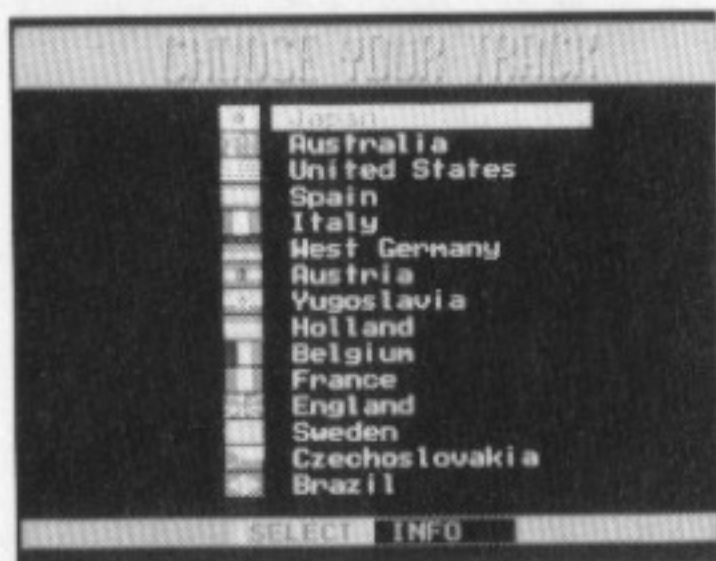 CHOOSE YOUR TRACK
Japan
Australia
United States
Spain
Italy
West Germany
Austria
Yugoslavia
Holland
Belgium
France
England
Sweden
Czechoslovakia
Brazil
SELECT INFO